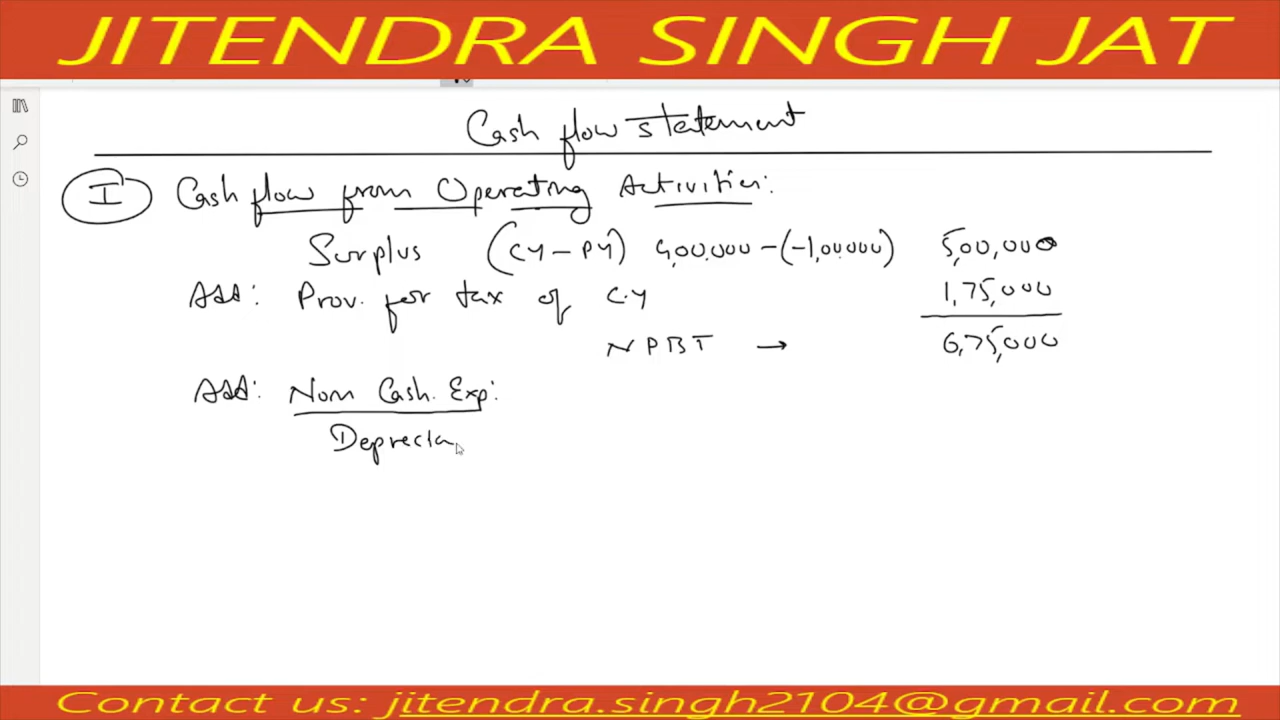 JITENDRA SINGH JAT
Cash flow statement
I Cash flow from Operating Activities:
Surplus (CY - PY) 4,00,000 - (-1,00,000) 5,00,000
Add: Prov. for tax of C.Y 1,75,000
NPBT → 6,75,000
Add: Non Cash. Exp:
Deprecia
Contact us: jitendra.singh2104@gmail.com